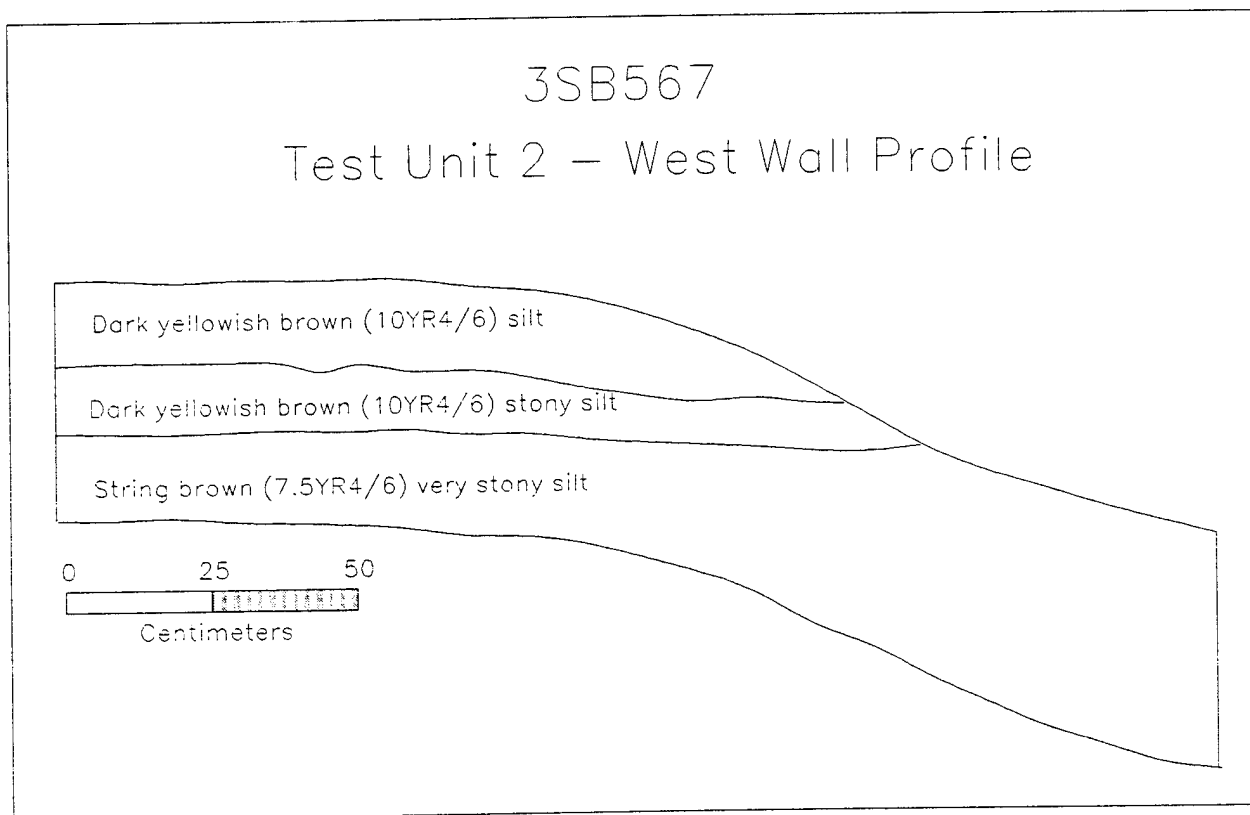 3SB567
Test Unit 2 – West Wall Profile
Dark yellowish brown (10YR4/6) silt
Dark yellowish brown (10YR4/6) stony silt
String brown (7.5YR4/6) very stony silt
0 25 50
Centimeters